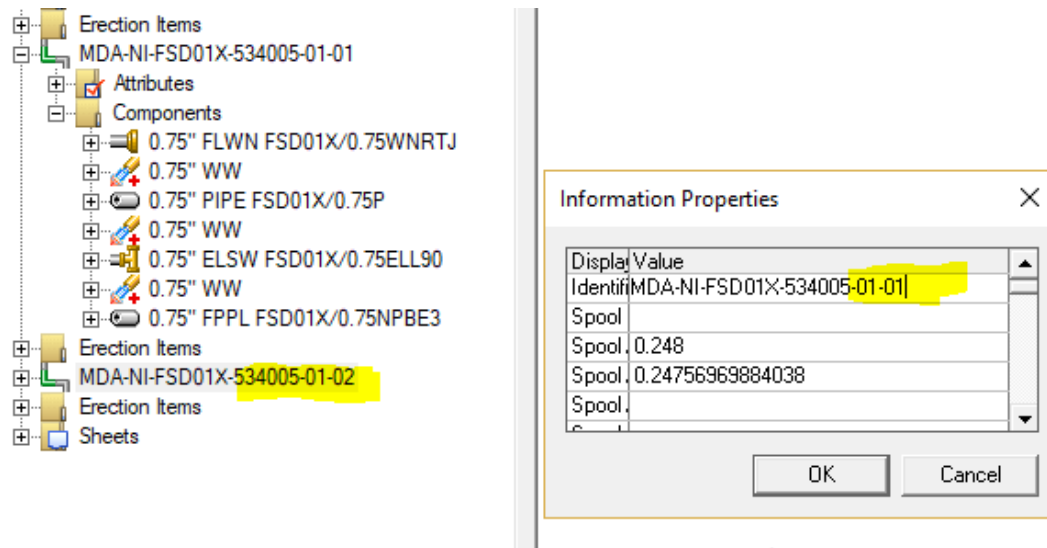 Erection Items
MDA-NI-FSD01X-534005-01-01
Attributes
Components
0.75" FLWN FSD01X/0.75WNRTJ
0.75" WW
0.75" PIPE FSD01X/0.75P
0.75" WW
0.75" ELSW FSD01X/0.75ELL90
0.75" WW
0.75" FPPL FSD01X/0.75NPBE3
Erection Items
MDA-NI-FSD01X-534005-01-02
Erection Items
Sheets
Information Properties
Display Value
Identifi MDA-NI-FSD01X-534005-01-01
Spool
Spool. 0.248
Spool. 0.24756969884038
Spool.
OK Cancel